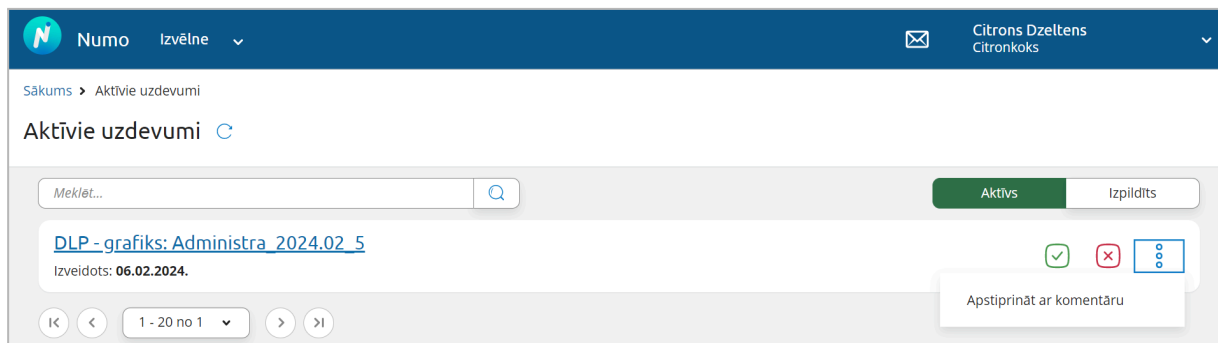 Numo Izvēlne
Citrons Dzeltens
Citronkoks
Sākums > Aktīvie uzdevumi
Aktīvie uzdevumi
Meklēt...
Aktīvs Izpildīts
DLP - grafiks: Administra_2024.02_5
Izveidots: 06.02.2024.
Apstiprināt ar komentāru
1 - 20 no 1